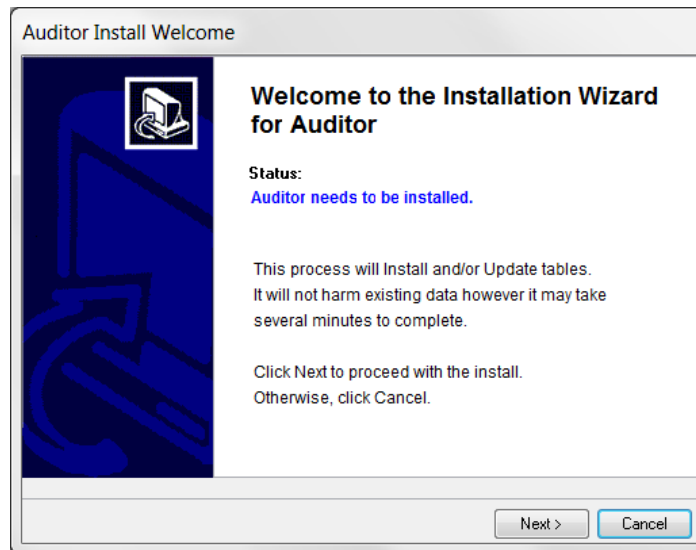 Auditor Install Welcome
Welcome to the Installation Wizard
for Auditor
Status:
Auditor needs to be installed.
This process will Install and/or Update tables.
It will not harm existing data however it may take
several minutes to complete.
Click Next to proceed with the install.
Otherwise, click Cancel.
Next >
Cancel